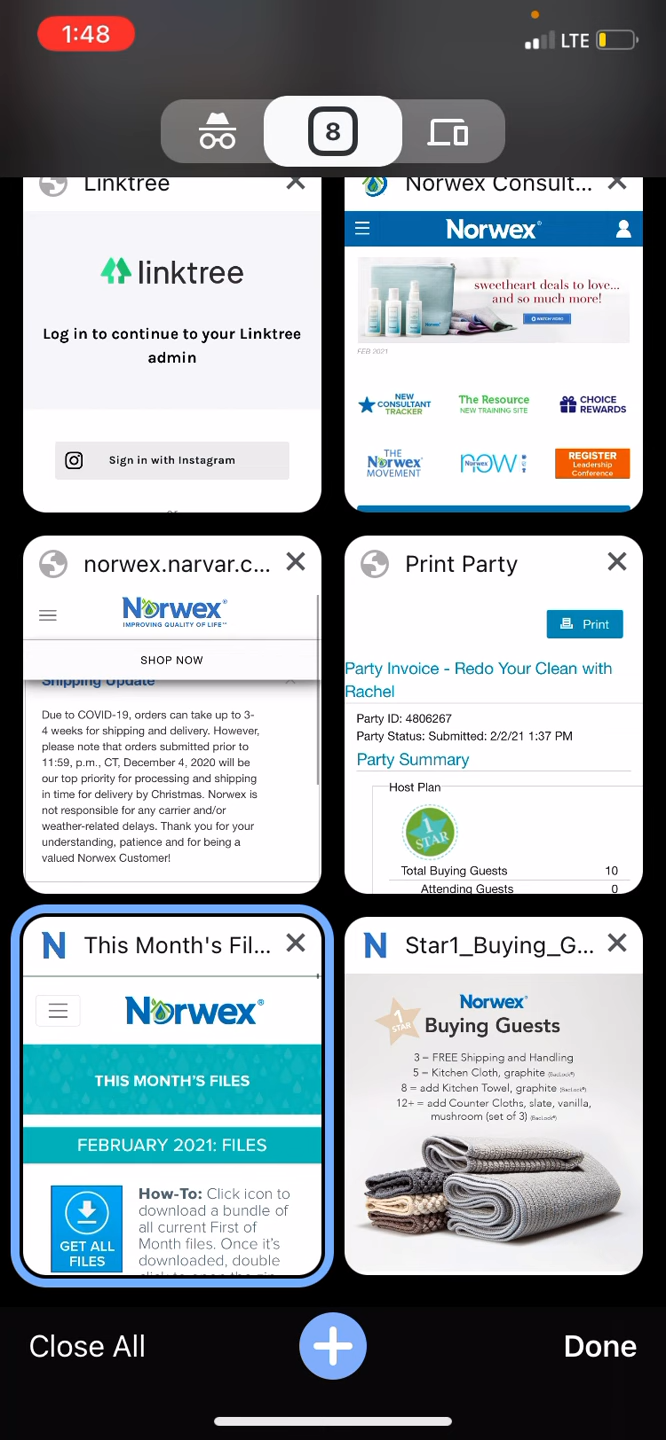 1:48
LTE
8
Linktree
linktree
Log in to continue to your Linktree
admin
Sign in with Instagram
Norwex Consult...
Norwex®
sweetheart deals to love...
and so much more!
WATCH VIDEO
FEB 2021
NEW
CONSULTANT
TRACKER
The Resource
NEW TRAINING SITE
CHOICE
REWARDS
THE
Norwex
MOVEMENT
Norwex now!
REGISTER
Leadership
Conference
norwex.narvar.c...
Norwex®
IMPROVING QUALITY OF LIFE
SHOP NOW
Shipping Update
Due to COVID-19, orders can take up to 3-
4 weeks for shipping and delivery. However,
please note that orders submitted prior to
11:59, p.m., CT, December 4, 2020 will be
our top priority for processing and shipping
in time for delivery by Christmas. Norwex is
not responsible for any carrier and/or
weather-related delays. Thank you for your
understanding, patience and for being a
valued Norwex Customer!
Print Party
Print
Party Invoice - Redo Your Clean with
Rachel
Party ID: 4806267
Party Status: Submitted: 2/2/21 1:37 PM
Party Summary
Host Plan
1
STAR
Total Buying Guests 10
Attending Guests 0
N This Month's Fil...
Norwex®
THIS MONTH'S FILES
FEBRUARY 2021: FILES
GET ALL
FILES
How-To: Click icon to
download a bundle of
all current First of
Month files. Once it's
downloaded, double
N Star1_Buying_G...
Norwex®
1
STAR
Buying Guests
3 = FREE Shipping and Handling
5 = Kitchen Cloth, graphite (BacLock®)
8 = add Kitchen Towel, graphite (BacLock®)
12+ = add Counter Cloths, slate, vanilla,
mushroom (set of 3) (BacLock®)
Close All
Done